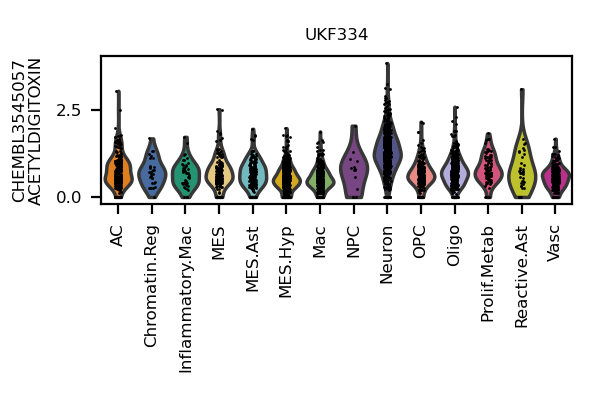 UKF334
CHEMBL3545057
ACETYLDIGITOXIN
2.5
0.0
AC
Chromatin.Reg
Inflammatory.Mac
MES
MES.Ast
MES.Hyp
Mac
NPC
Neuron
OPC
Oligo
Prolif.Metab
Reactive.Ast
Vasc